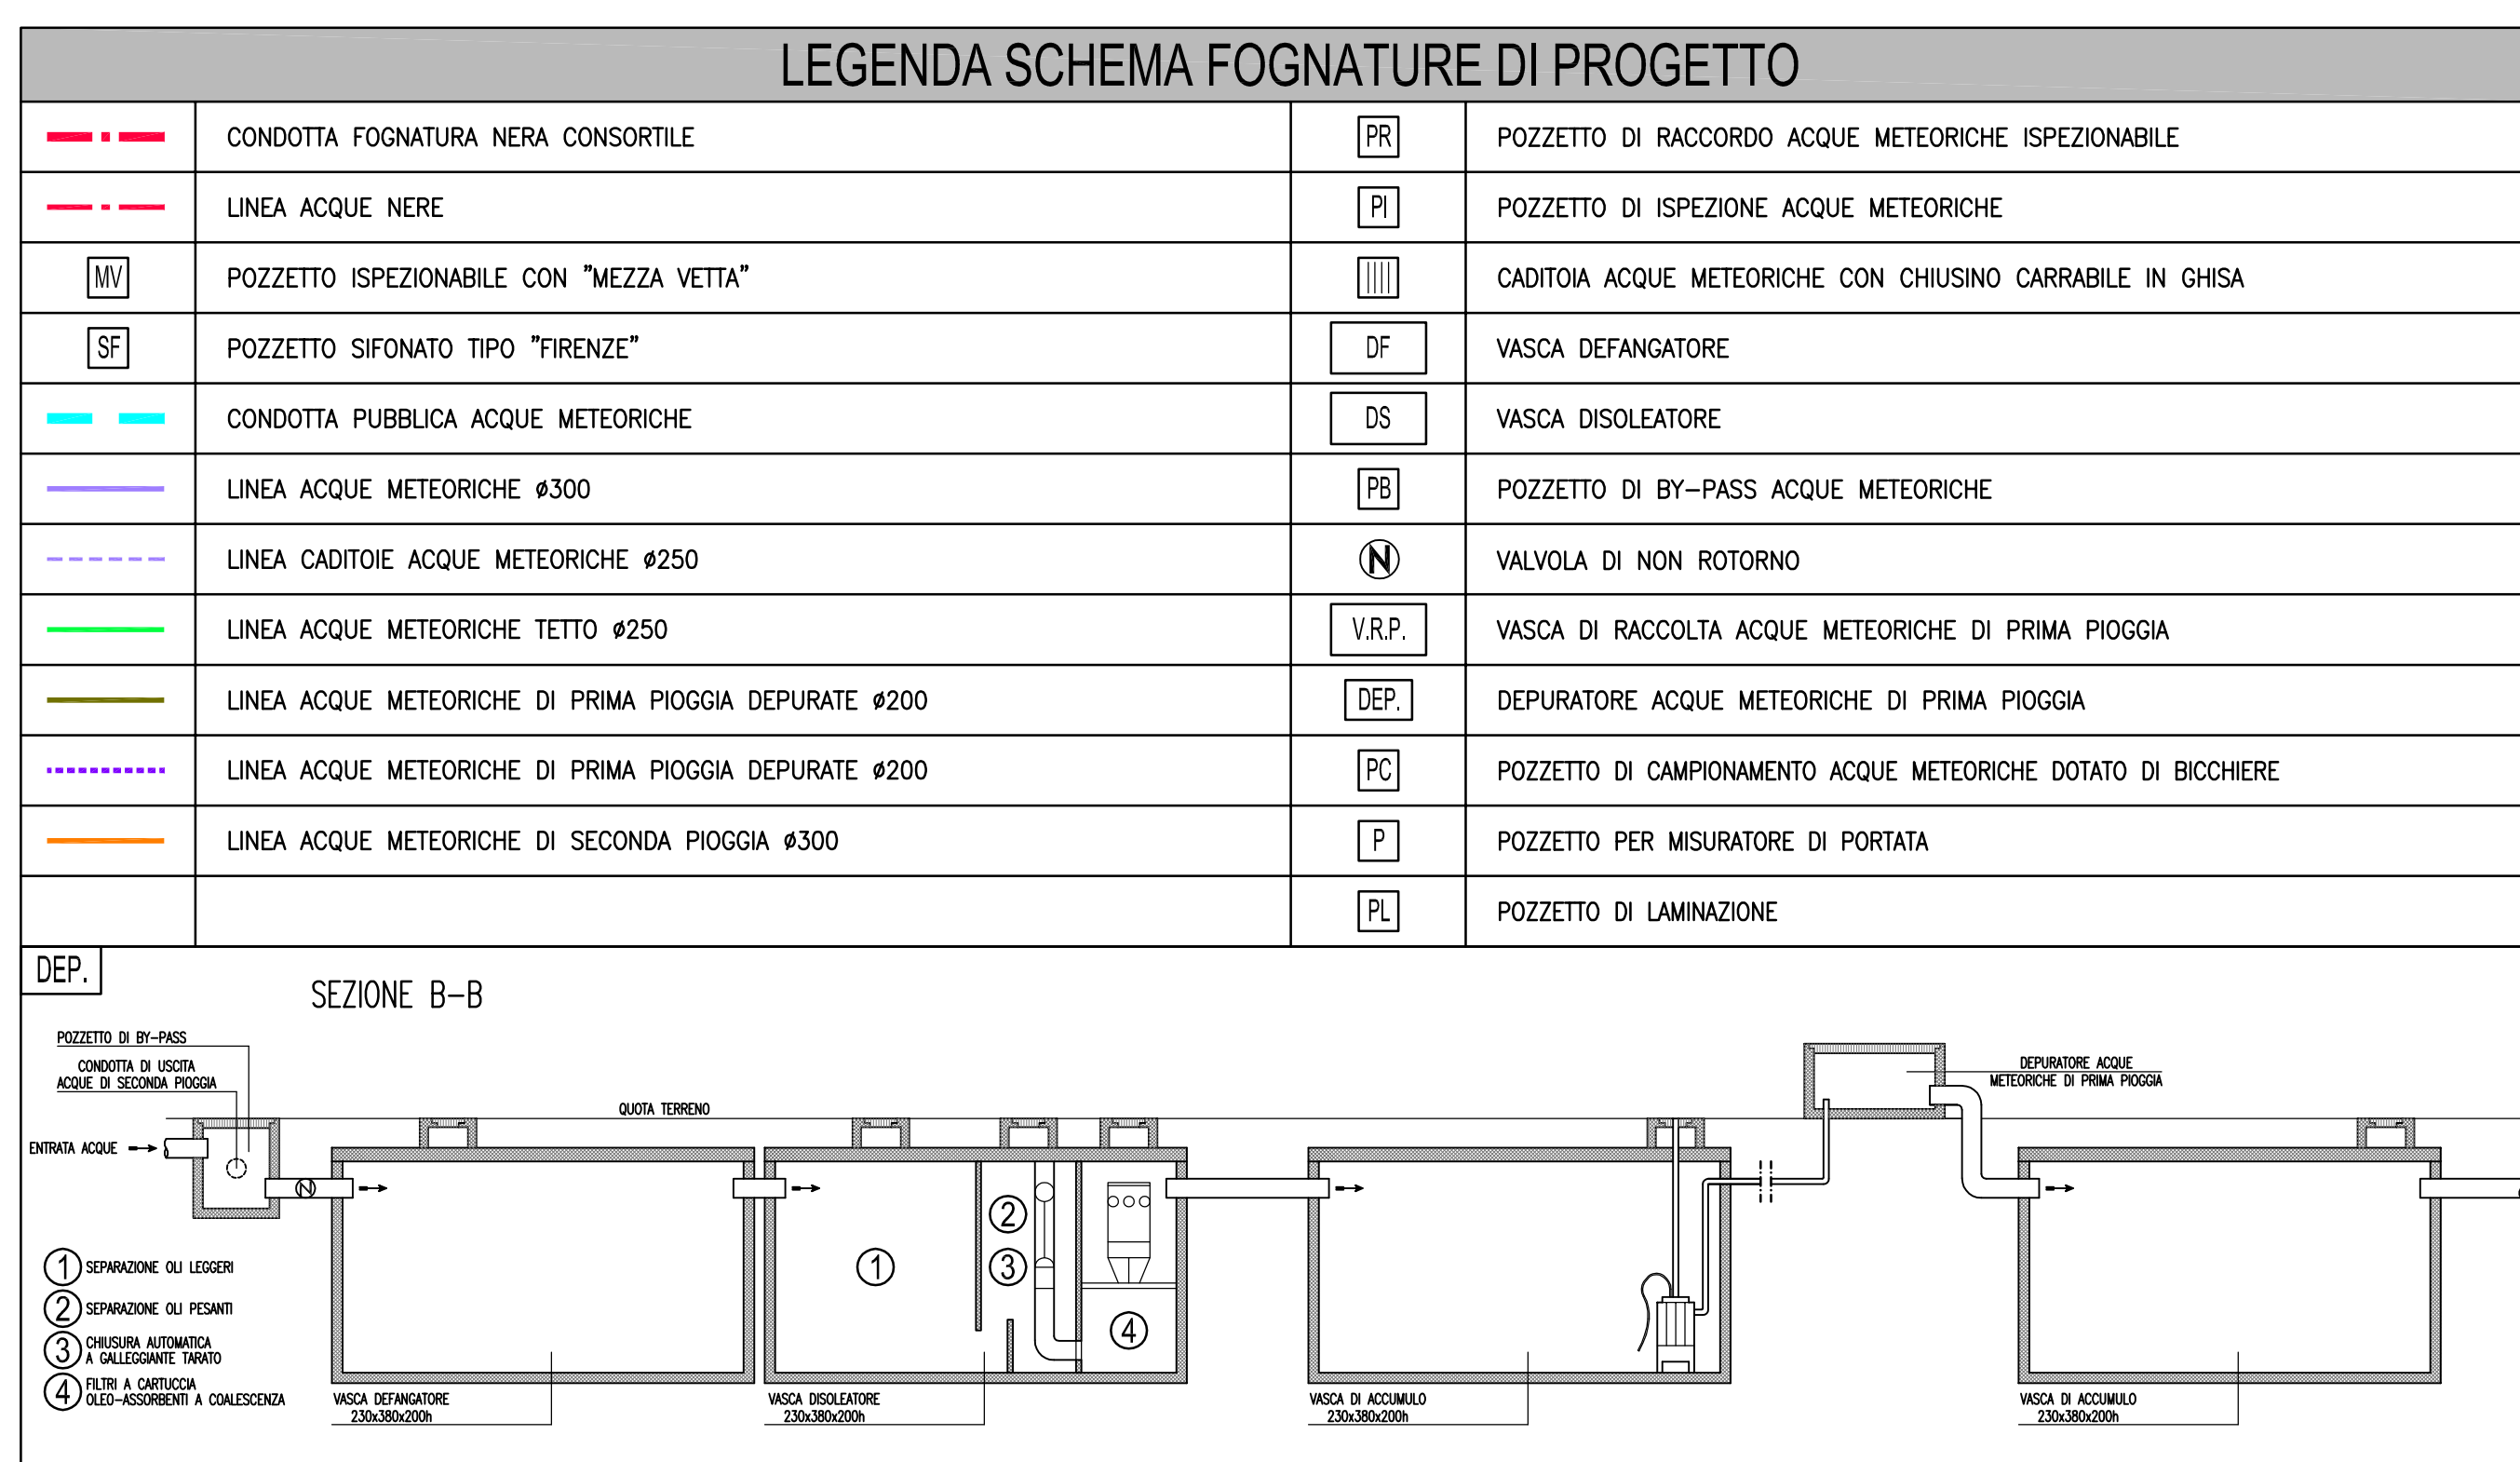 LEGENDA SCHEMA FOGNATURE DI PROGETTO
CONDOTTA FOGNATURA NERA CONSORTILE
PR POZZETTO DI RACCORDO ACQUE METEORICHE ISPEZIONABILE
LINEA ACQUE NERE
PI POZZETTO DI ISPEZIONE ACQUE METEORICHE
MV POZZETTO ISPEZIONABILE CON "MEZZA VETTA"
CADITOIA ACQUE METEORICHE CON CHIUSINO CARRABILE IN GHISA
SF POZZETTO SIFONATO TIPO "FIRENZE"
DF VASCA DEFANGATORE
CONDOTTA PUBBLICA ACQUE METEORICHE
DS VASCA DISOLEATORE
LINEA ACQUE METEORICHE ø300
PB POZZETTO DI BY-PASS ACQUE METEORICHE
LINEA CADITOIE ACQUE METEORICHE ø250
N VALVOLA DI NON ROTORNO
LINEA ACQUE METEORICHE TETTO ø250
V.R.P. VASCA DI RACCOLTA ACQUE METEORICHE DI PRIMA PIOGGIA
LINEA ACQUE METEORICHE DI PRIMA PIOGGIA DEPURATE ø200
DEP. DEPURATORE ACQUE METEORICHE DI PRIMA PIOGGIA
LINEA ACQUE METEORICHE DI PRIMA PIOGGIA DEPURATE ø200
PC POZZETTO DI CAMPIONAMENTO ACQUE METEORICHE DOTATO DI BICCHIERE
LINEA ACQUE METEORICHE DI SECONDA PIOGGIA ø300
P POZZETTO PER MISURATORE DI PORTATA
PL POZZETTO DI LAMINAZIONE
DEP.
SEZIONE B-B
POZZETTO DI BY-PASS
CONDOTTA DI USCITA
ACQUE DI SECONDA PIOGGIA
QUOTA TERRENO
DEPURATORE ACQUE
METEORICHE DI PRIMA PIOGGIA
ENTRATA ACQUE
N
1
2
3
4
1 SEPARAZIONE OLI LEGGERI
2 SEPARAZIONE OLI PESANTI
3 CHIUSURA AUTOMATICA
A GALLEGGIANTE TARATO
4 FILTRI A CARTUCCIA
OLEO-ASSORBENTI A COALESCENZA
VASCA DEFANGATORE
230x380x200h
VASCA DISOLEATORE
230x380x200h
VASCA DI ACCUMULO
230x380x200h
VASCA DI ACCUMULO
230x380x200h